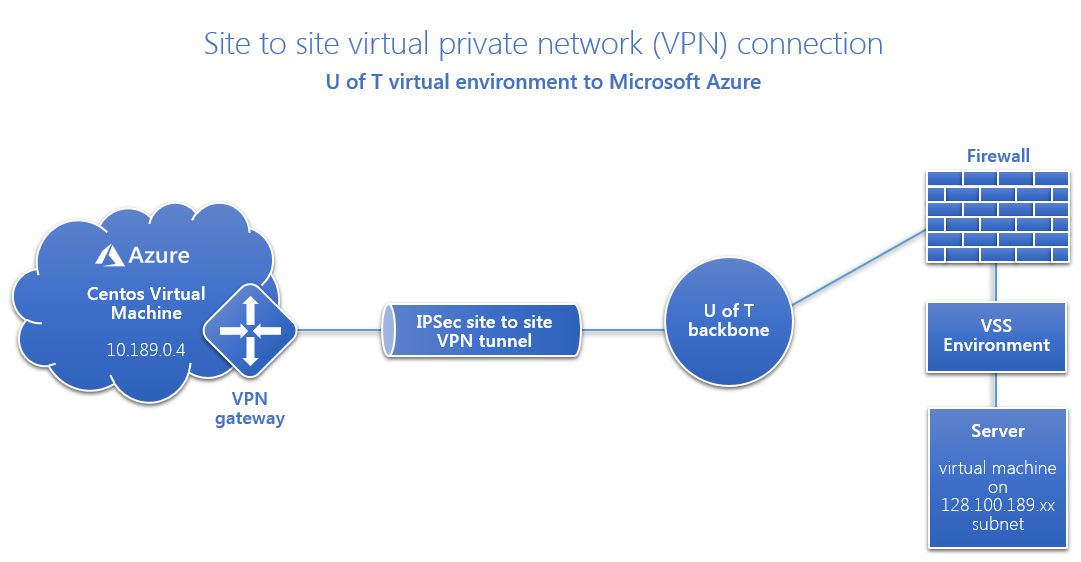 Site to site virtual private network (VPN) connection
U of T virtual environment to Microsoft Azure
Azure
Centos Virtual
Machine
10.189.0.4
VPN
gateway
IPSec site to site
VPN tunnel
U of T
backbone
Firewall
VSS
Environment
Server
virtual machine
on
128.100.189.xx
subnet